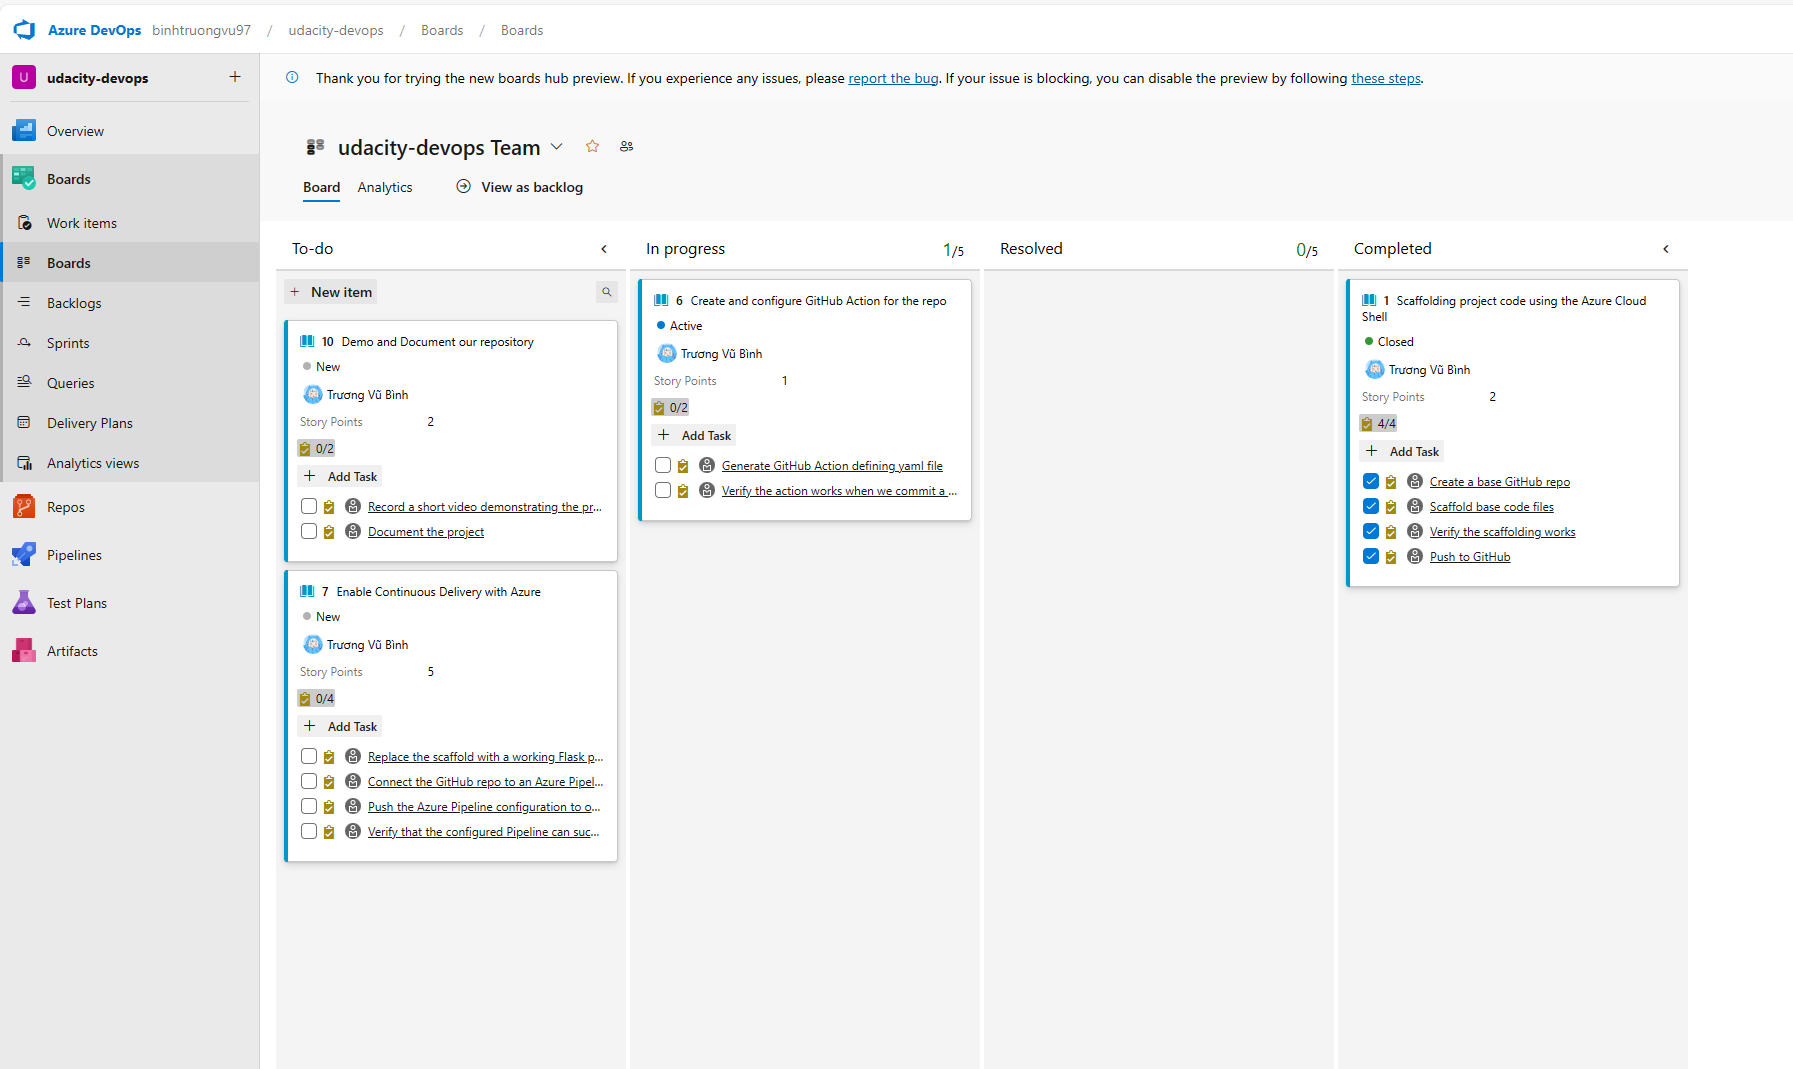 Azure DevOps binhtruongvu97 / udacity-devops / Boards / Boards
U udacity-devops +
Thank you for trying the new boards hub preview. If you experience any issues, please report the bug. If your issue is blocking, you can disable the preview by following these steps.
Overview
Boards
Work items
Boards
Backlogs
Sprints
Queries
Delivery Plans
Analytics views
Repos
Pipelines
Test Plans
Artifacts
udacity-devops Team
Board Analytics View as backlog
To-do
+ New item
10 Demo and Document our repository
New
Trương Vũ Bình
Story Points 2
0/2
+ Add Task
Record a short video demonstrating the pr...
Document the project
7 Enable Continuous Delivery with Azure
New
Trương Vũ Bình
Story Points 5
0/4
+ Add Task
Replace the scaffold with a working Flask p...
Connect the GitHub repo to an Azure Pipel...
Push the Azure Pipeline configuration to o...
Verify that the configured Pipeline can suc...
In progress 1/5
6 Create and configure GitHub Action for the repo
Active
Trương Vũ Bình
Story Points 1
0/2
+ Add Task
Generate GitHub Action defining yaml file
Verify the action works when we commit a ...
Resolved 0/5
Completed
1 Scaffolding project code using the Azure Cloud
Shell
Closed
Trương Vũ Bình
Story Points 2
4/4
+ Add Task
Create a base GitHub repo
Scaffold base code files
Verify the scaffolding works
Push to GitHub